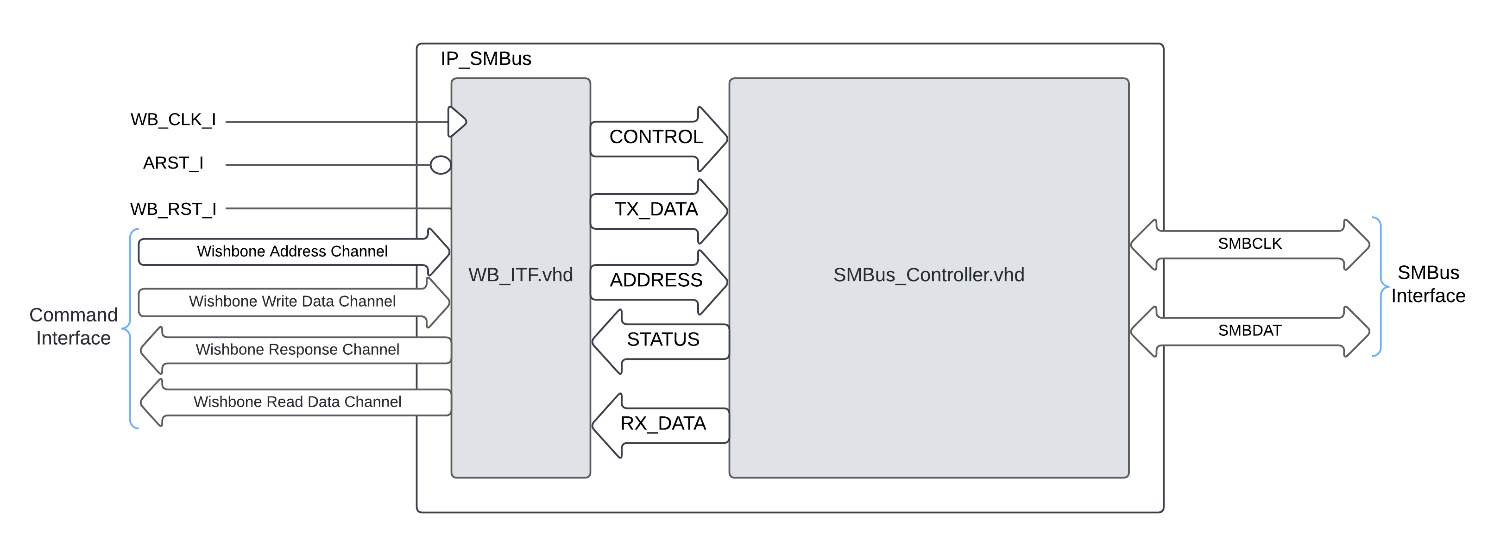 IP_SMBus
WB_CLK_I
ARST_I
WB_RST_I
Wishbone Address Channel
Wishbone Write Data Channel
Wishbone Response Channel
Wishbone Read Data Channel
Command
Interface
WB_ITF.vhd
CONTROL
TX_DATA
ADDRESS
STATUS
RX_DATA
SMBus_Controller.vhd
SMBCLK
SMBDAT
SMBus
Interface